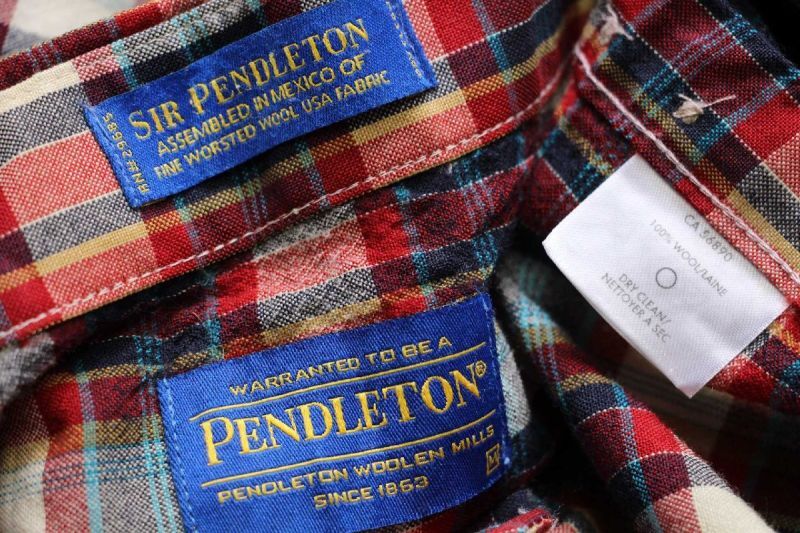 SIR PENDLETON
ASSEMBLED IN MEXICO OF
FINE WORSTED WOOL USA FABRIC
RN#29685
CA 36890
100% WOOL/LAINE
DRY CLEAN/
NETTOYER A SEC
WARRANTED TO BE A
PENDLETON®
PENDLETON WOOLEN MILLS
SINCE 1863
M